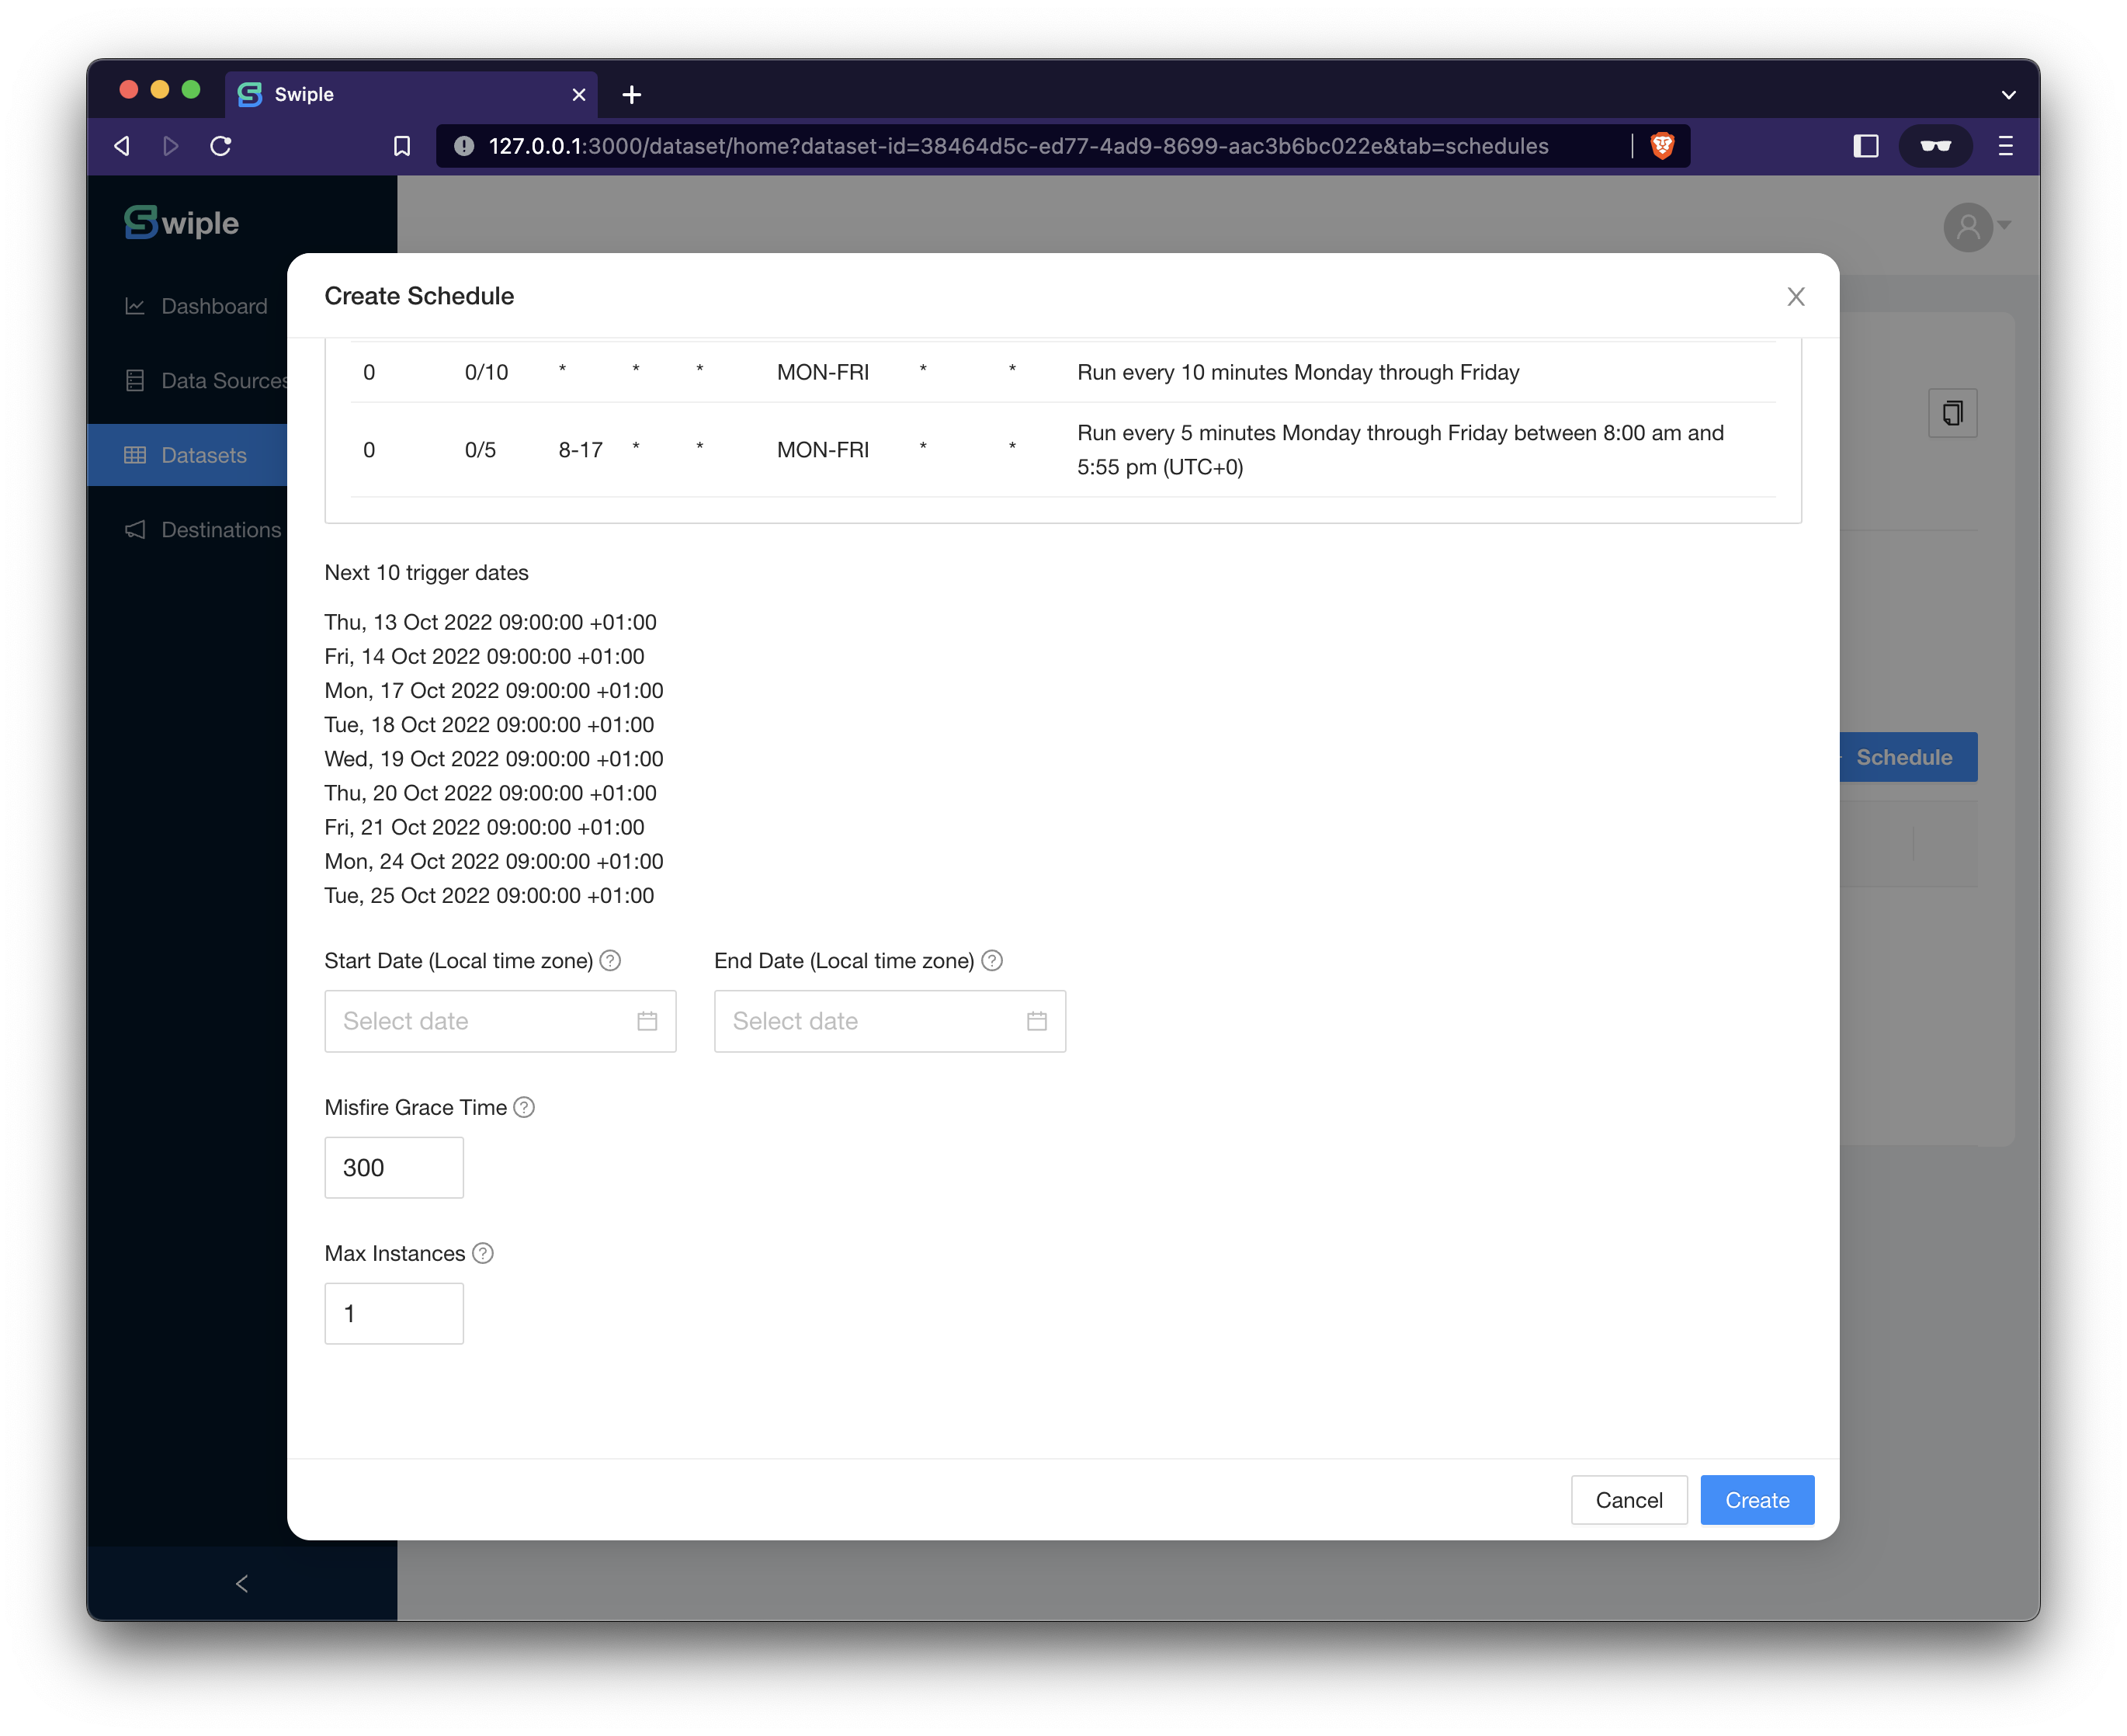 Swiple
127.0.0.1:3000/dataset/home?dataset-id=38464d5c-ed77-4ad9-8699-aac3b6bc022e&tab=schedules
Swiple
Dashboard
Data Sources
Datasets
Destinations
Create Schedule
0 0/10 * * * MON-FRI * * Run every 10 minutes Monday through Friday
0 0/5 8-17 * * MON-FRI * * Run every 5 minutes Monday through Friday between 8:00 am and
5:55 pm (UTC+0)
Next 10 trigger dates
Thu, 13 Oct 2022 09:00:00 +01:00
Fri, 14 Oct 2022 09:00:00 +01:00
Mon, 17 Oct 2022 09:00:00 +01:00
Tue, 18 Oct 2022 09:00:00 +01:00
Wed, 19 Oct 2022 09:00:00 +01:00
Thu, 20 Oct 2022 09:00:00 +01:00
Fri, 21 Oct 2022 09:00:00 +01:00
Mon, 24 Oct 2022 09:00:00 +01:00
Tue, 25 Oct 2022 09:00:00 +01:00
Schedule
Start Date (Local time zone) End Date (Local time zone)
Select date Select date
Misfire Grace Time
300
Max Instances
1
Cancel Create